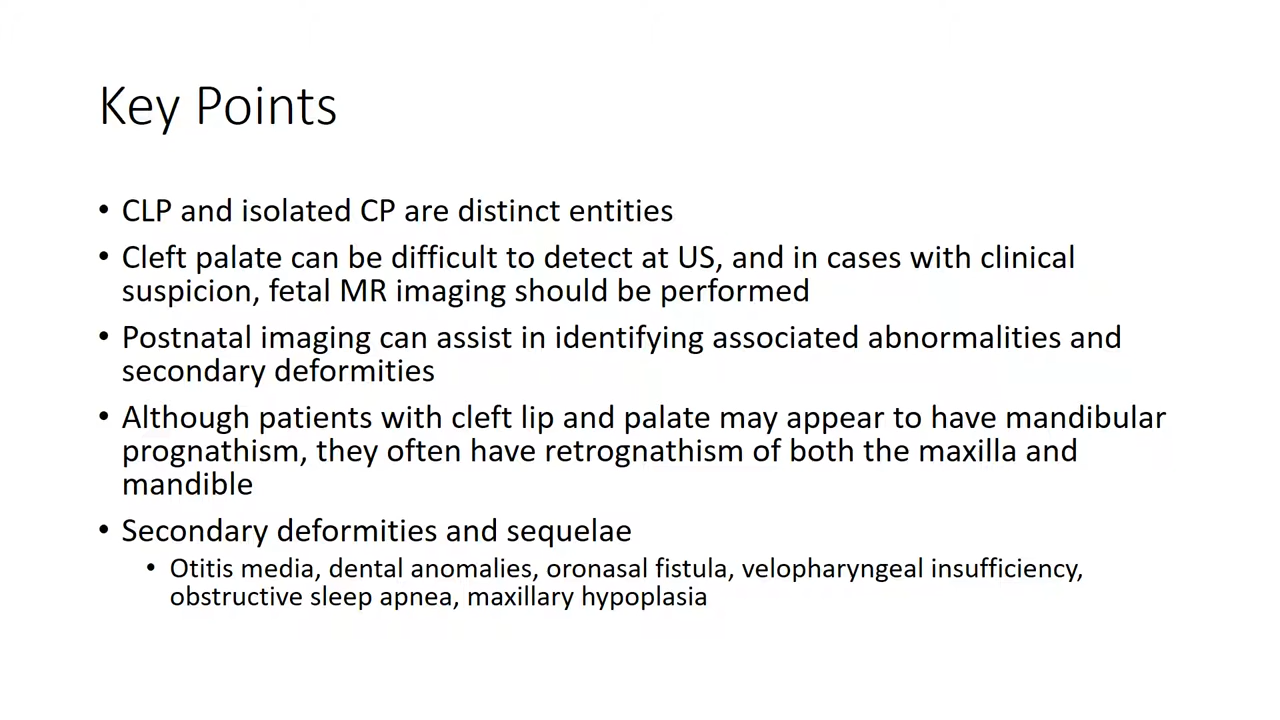 Key Points
• CLP and isolated CP are distinct entities
• Cleft palate can be difficult to detect at US, and in cases with clinical
suspicion, fetal MR imaging should be performed
• Postnatal imaging can assist in identifying associated abnormalities and
secondary deformities
• Although patients with cleft lip and palate may appear to have mandibular
prognathism, they often have retrognathism of both the maxilla and
mandible
• Secondary deformities and sequelae
• Otitis media, dental anomalies, oronasal fistula, velopharyngeal insufficiency,
obstructive sleep apnea, maxillary hypoplasia